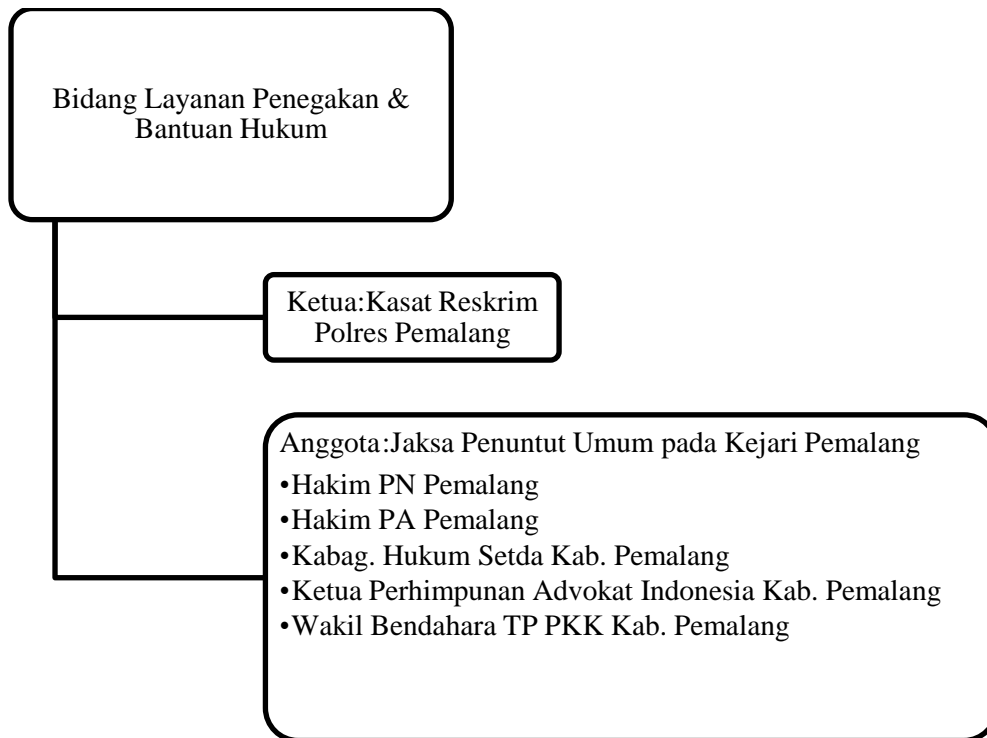 Bidang Layanan Penegakan &
Bantuan Hukum
Ketua:Kasat Reskrim
Polres Pemalang
Anggota:Jaksa Penuntut Umum pada Kejari Pemalang
•Hakim PN Pemalang
•Hakim PA Pemalang
•Kabag. Hukum Setda Kab. Pemalang
•Ketua Perhimpunan Advokat Indonesia Kab. Pemalang
•Wakil Bendahara TP PKK Kab. Pemalang